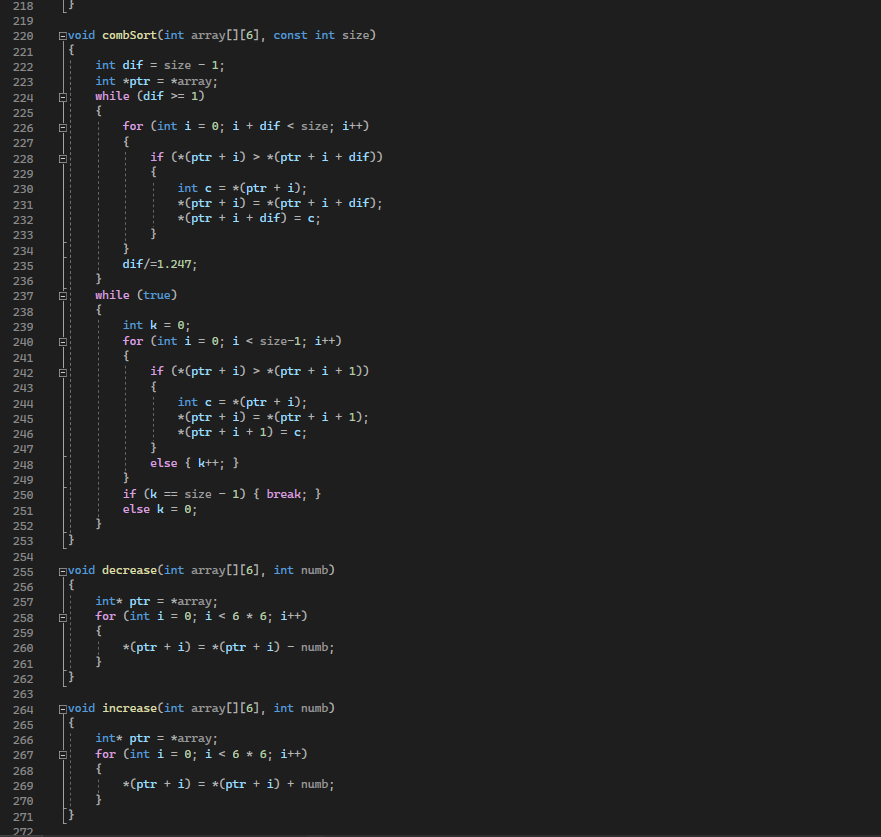 218 }
219
220 void combSort(int array[][6], const int size)
221 {
222     int dif = size - 1;
223     int *ptr = *array;
224     while (dif >= 1)
225     {
226         for (int i = 0; i + dif < size; i++)
227         {
228             if (*(ptr + i) > *(ptr + i + dif))
229             {
230                 int c = *(ptr + i);
231                 *(ptr + i) = *(ptr + i + dif);
232                 *(ptr + i + dif) = c;
233             }
234         }
235         dif/=1.247;
236     }
237     while (true)
238     {
239         int k = 0;
240         for (int i = 0; i < size-1; i++)
241         {
242             if (*(ptr + i) > *(ptr + i + 1))
243             {
244                 int c = *(ptr + i);
245                 *(ptr + i) = *(ptr + i + 1);
246                 *(ptr + i + 1) = c;
247             }
248             else { k++; }
249         }
250         if (k == size - 1) { break; }
251         else k = 0;
252     }
253 }
254
255 void decrease(int array[][6], int numb)
256 {
257     int* ptr = *array;
258     for (int i = 0; i < 6 * 6; i++)
259     {
260         *(ptr + i) = *(ptr + i) - numb;
261     }
262 }
263
264 void increase(int array[][6], int numb)
265 {
266     int* ptr = *array;
267     for (int i = 0; i < 6 * 6; i++)
268     {
269         *(ptr + i) = *(ptr + i) + numb;
270     }
271 }
272